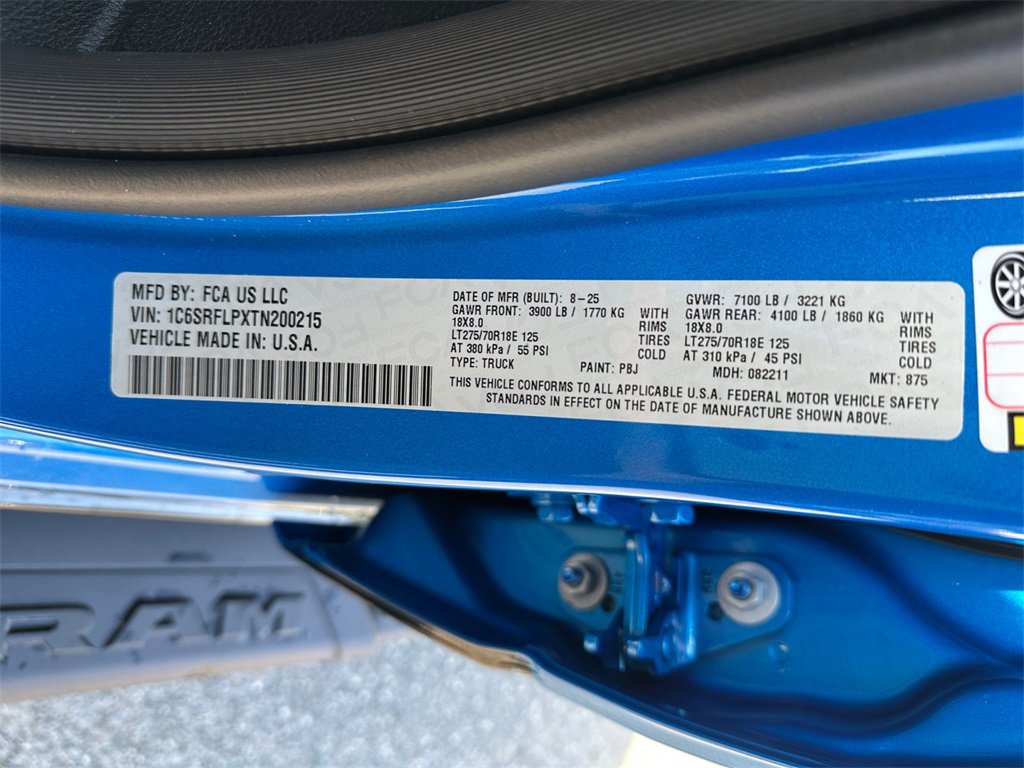 MFD BY: FCA US LLC
VIN: 1C6SRFLPXTN200215
VEHICLE MADE IN: U.S.A.
DATE OF MFR (BUILT): 8-25
GAWR FRONT: 3900 LB / 1770 KG WITH
18X8.0 RIMS
LT275/70R18E 125 TIRES
AT 380 kPa / 55 PSI COLD
TYPE: TRUCK PAINT: PBJ
GVWR: 7100 LB / 3221 KG
GAWR REAR: 4100 LB / 1860 KG WITH
18X8.0 RIMS
LT275/70R18E 125 TIRES
AT 310 kPa / 45 PSI COLD
MDH: 082211 MKT: 875
THIS VEHICLE CONFORMS TO ALL APPLICABLE U.S.A. FEDERAL MOTOR VEHICLE SAFETY
STANDARDS IN EFFECT ON THE DATE OF MANUFACTURE SHOWN ABOVE.
RAM